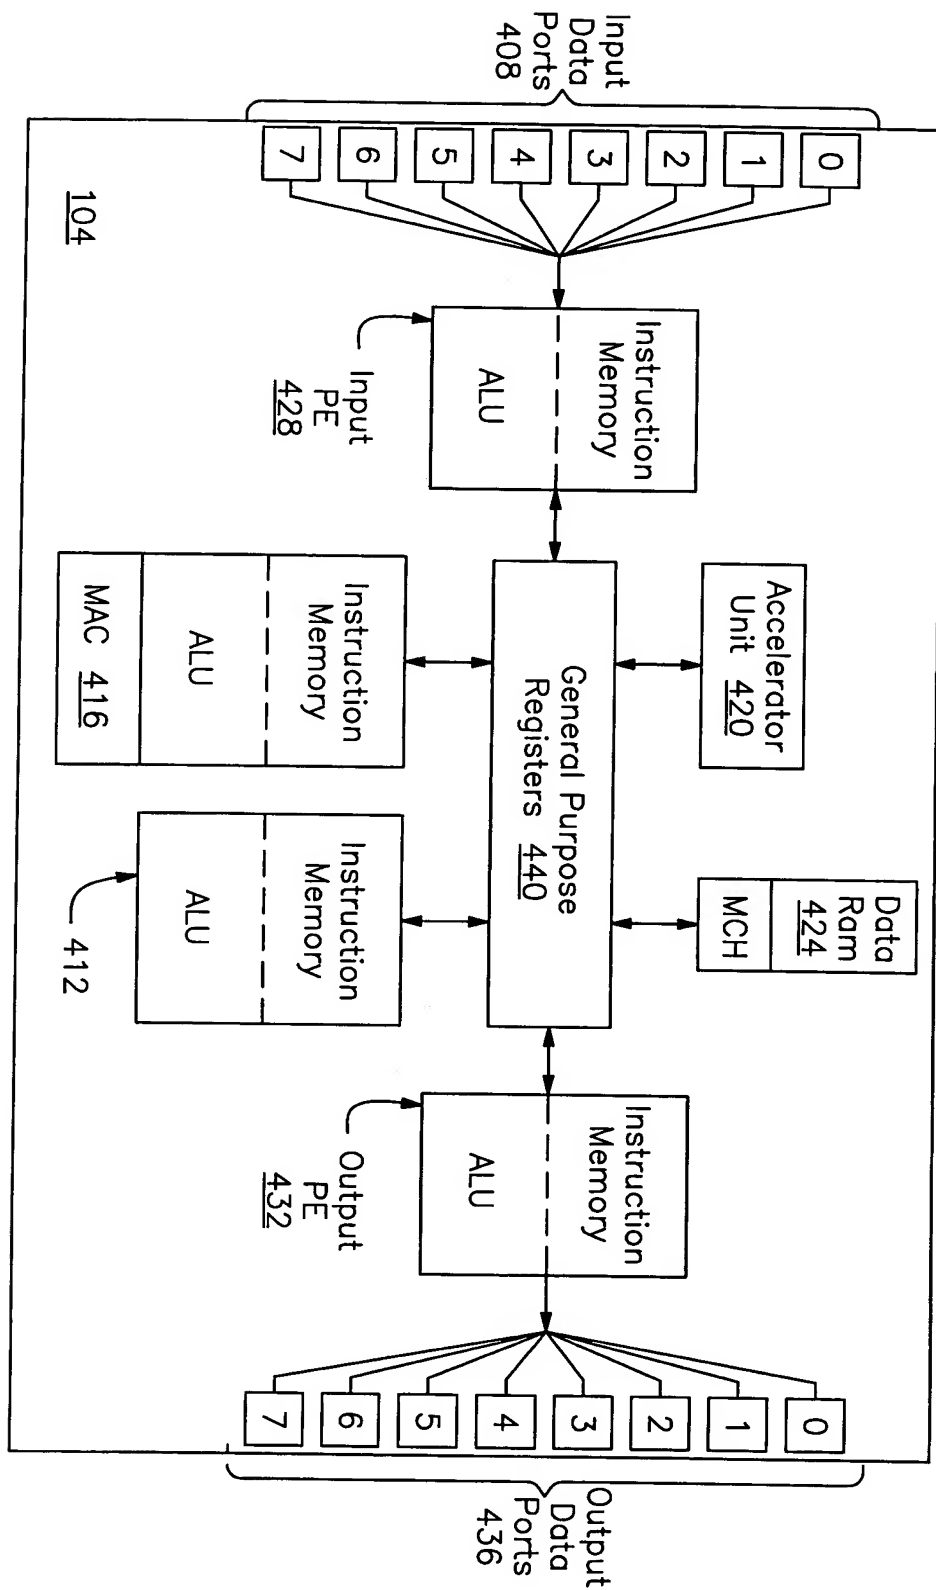 Input
Data
Ports
408
0
1
2
3
4
5
6
7
104
Instruction
Memory
ALU
Input
PE
428
Accelerator
Unit 420
Data
Ram
424
MCH
General Purpose
Registers 440
Instruction
Memory
ALU
MAC 416
Instruction
Memory
ALU
412
Instruction
Memory
ALU
Output
PE
432
0
1
2
3
4
5
6
7
Output
Data
Ports
436